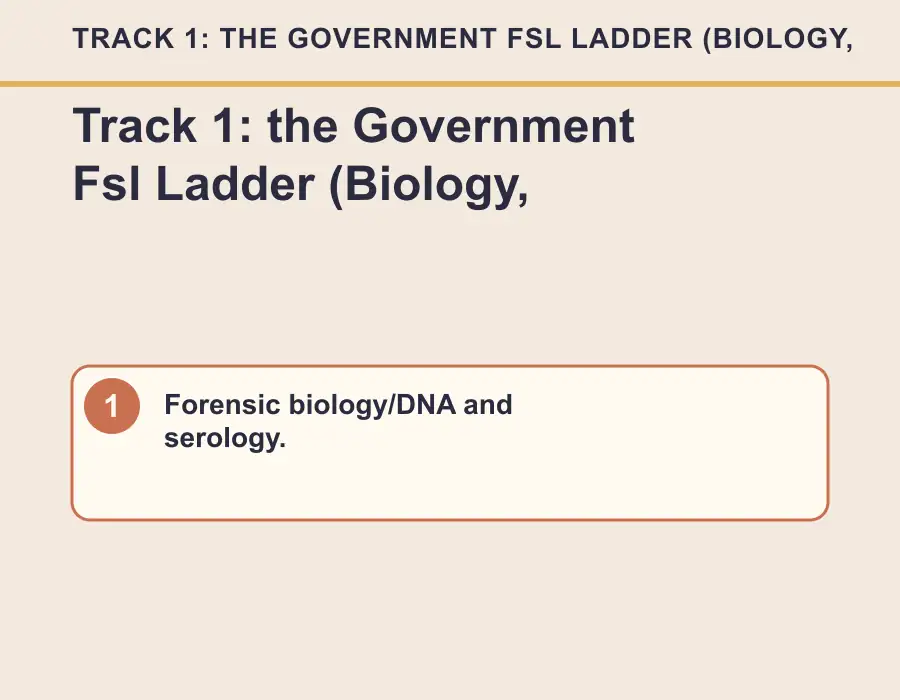 TRACK 1: THE GOVERNMENT FSL LADDER (BIOLOGY,
Track 1: the Government
Fsl Ladder (Biology,
1
Forensic biology/DNA and
serology.